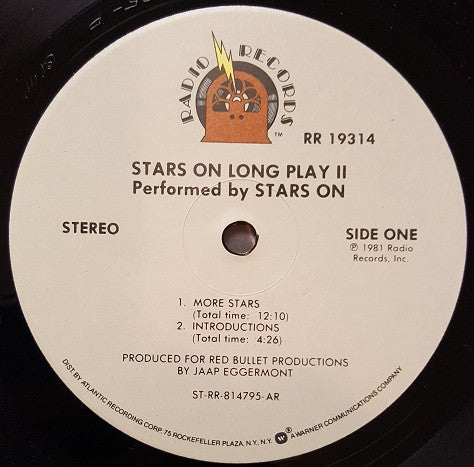 RADIO RECORDS
TM
RR 19314
STARS ON LONG PLAY II
Performed by STARS ON
STEREO
SIDE ONE
℗ 1981 Radio
Records, Inc.
1. MORE STARS
(Total time: 12:10)
2. INTRODUCTIONS
(Total time: 4:26)
PRODUCED FOR RED BULLET PRODUCTIONS
BY JAAP EGGERMONT
ST-RR-814795-AR
DIST. BY ATLANTIC RECORDING CORP. 75 ROCKEFELLER PLAZA, N.Y., N.Y. W A WARNER COMMUNICATIONS COMPANY